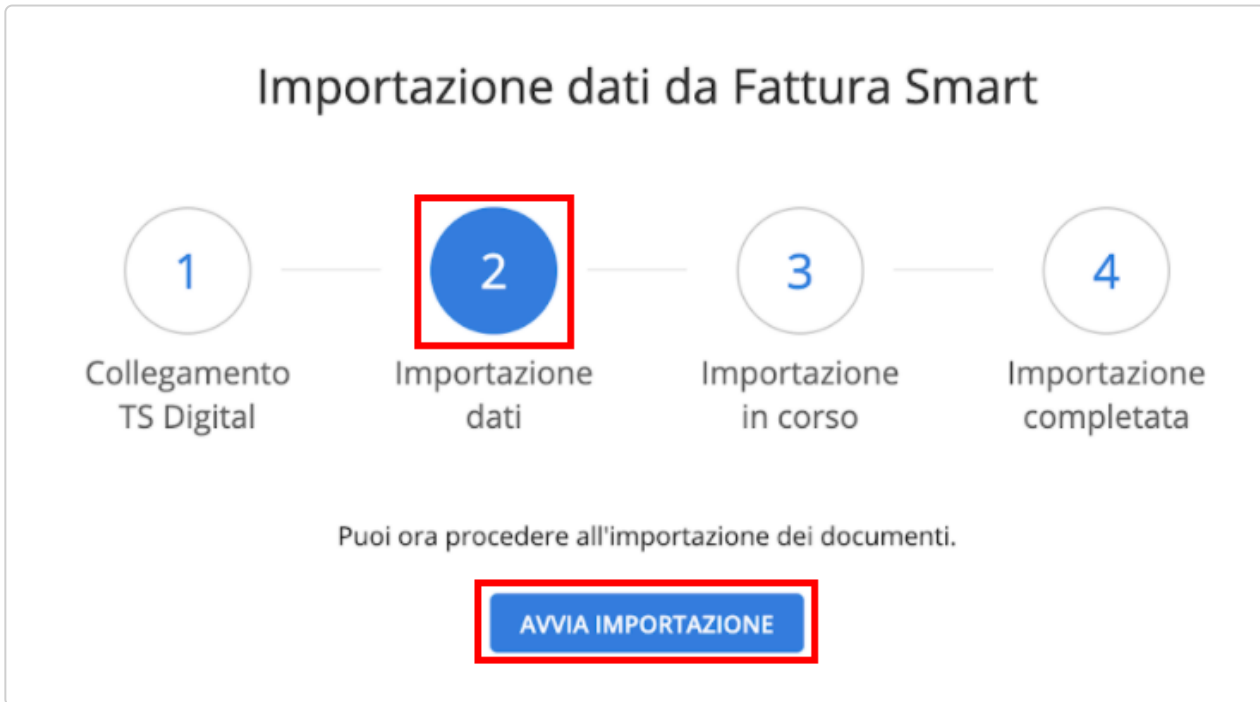 Importazione dati da Fattura Smart
1
2
3
4
Collegamento
TS Digital
Importazione
dati
Importazione
in corso
Importazione
completata
Puoi ora procedere all'importazione dei documenti.
AVVIA IMPORTAZIONE